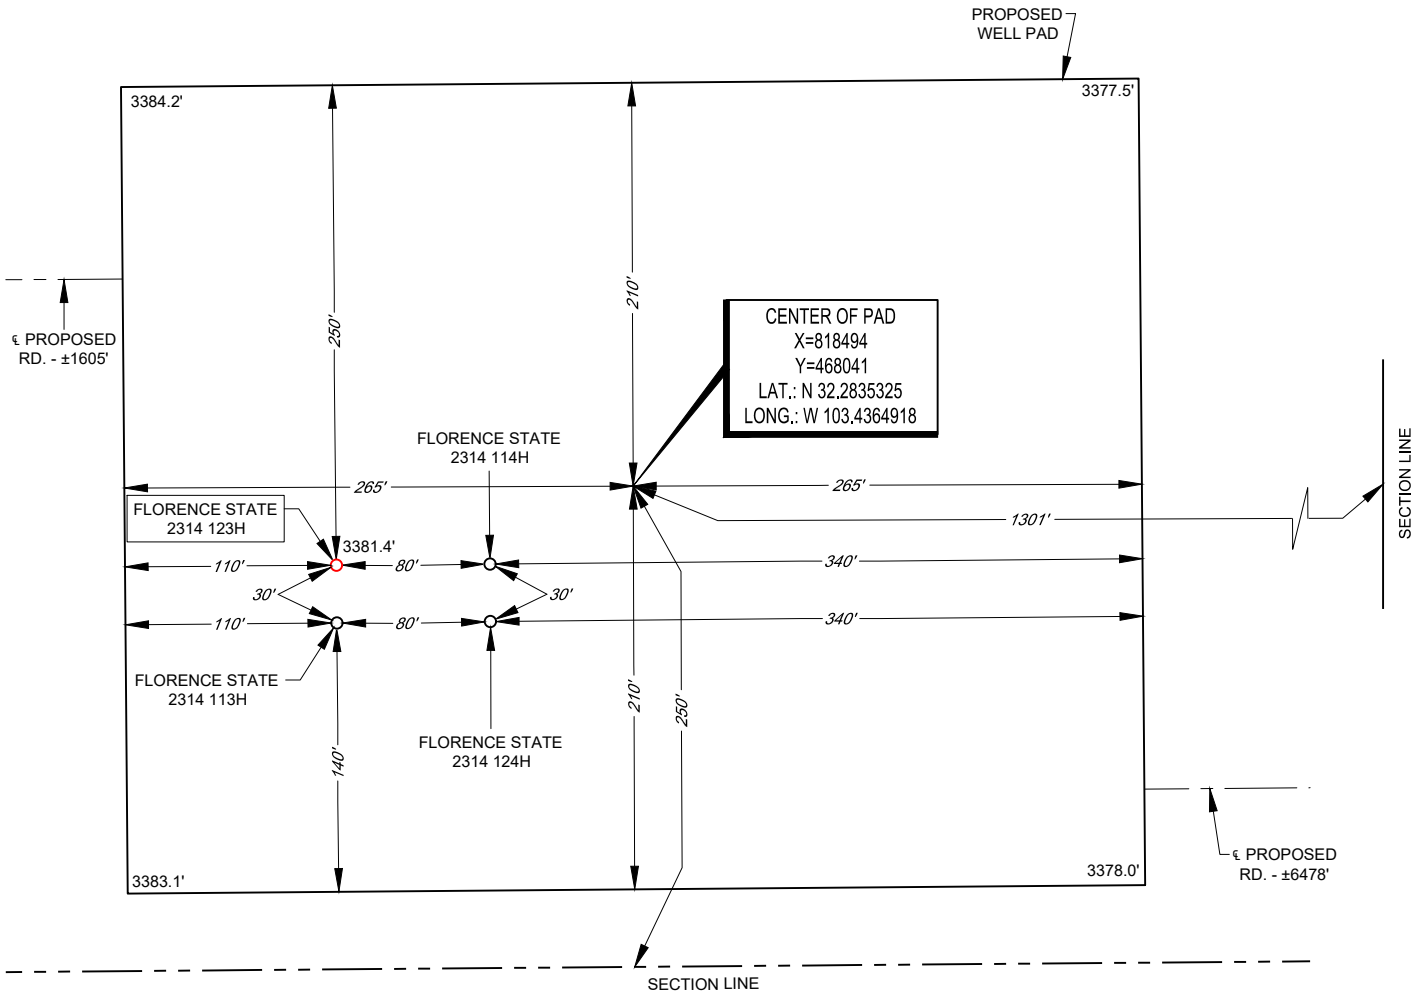 PROPOSED
WELL PAD
3384.2'
3377.5'
250'
210'
℄ PROPOSED
RD. - ±1605'
CENTER OF PAD
X=818494
Y=468041
LAT.: N 32.2835325
LONG.: W 103.4364918
FLORENCE STATE
2314 114H
SECTION LINE
265'
265'
FLORENCE STATE
2314 123H
1301'
3381.4'
110'
80'
340'
30'
30'
110'
80'
340'
FLORENCE STATE
2314 113H
210'
250'
FLORENCE STATE
2314 124H
140'
℄ PROPOSED
RD. - ±6478'
3383.1'
3378.0'
SECTION LINE